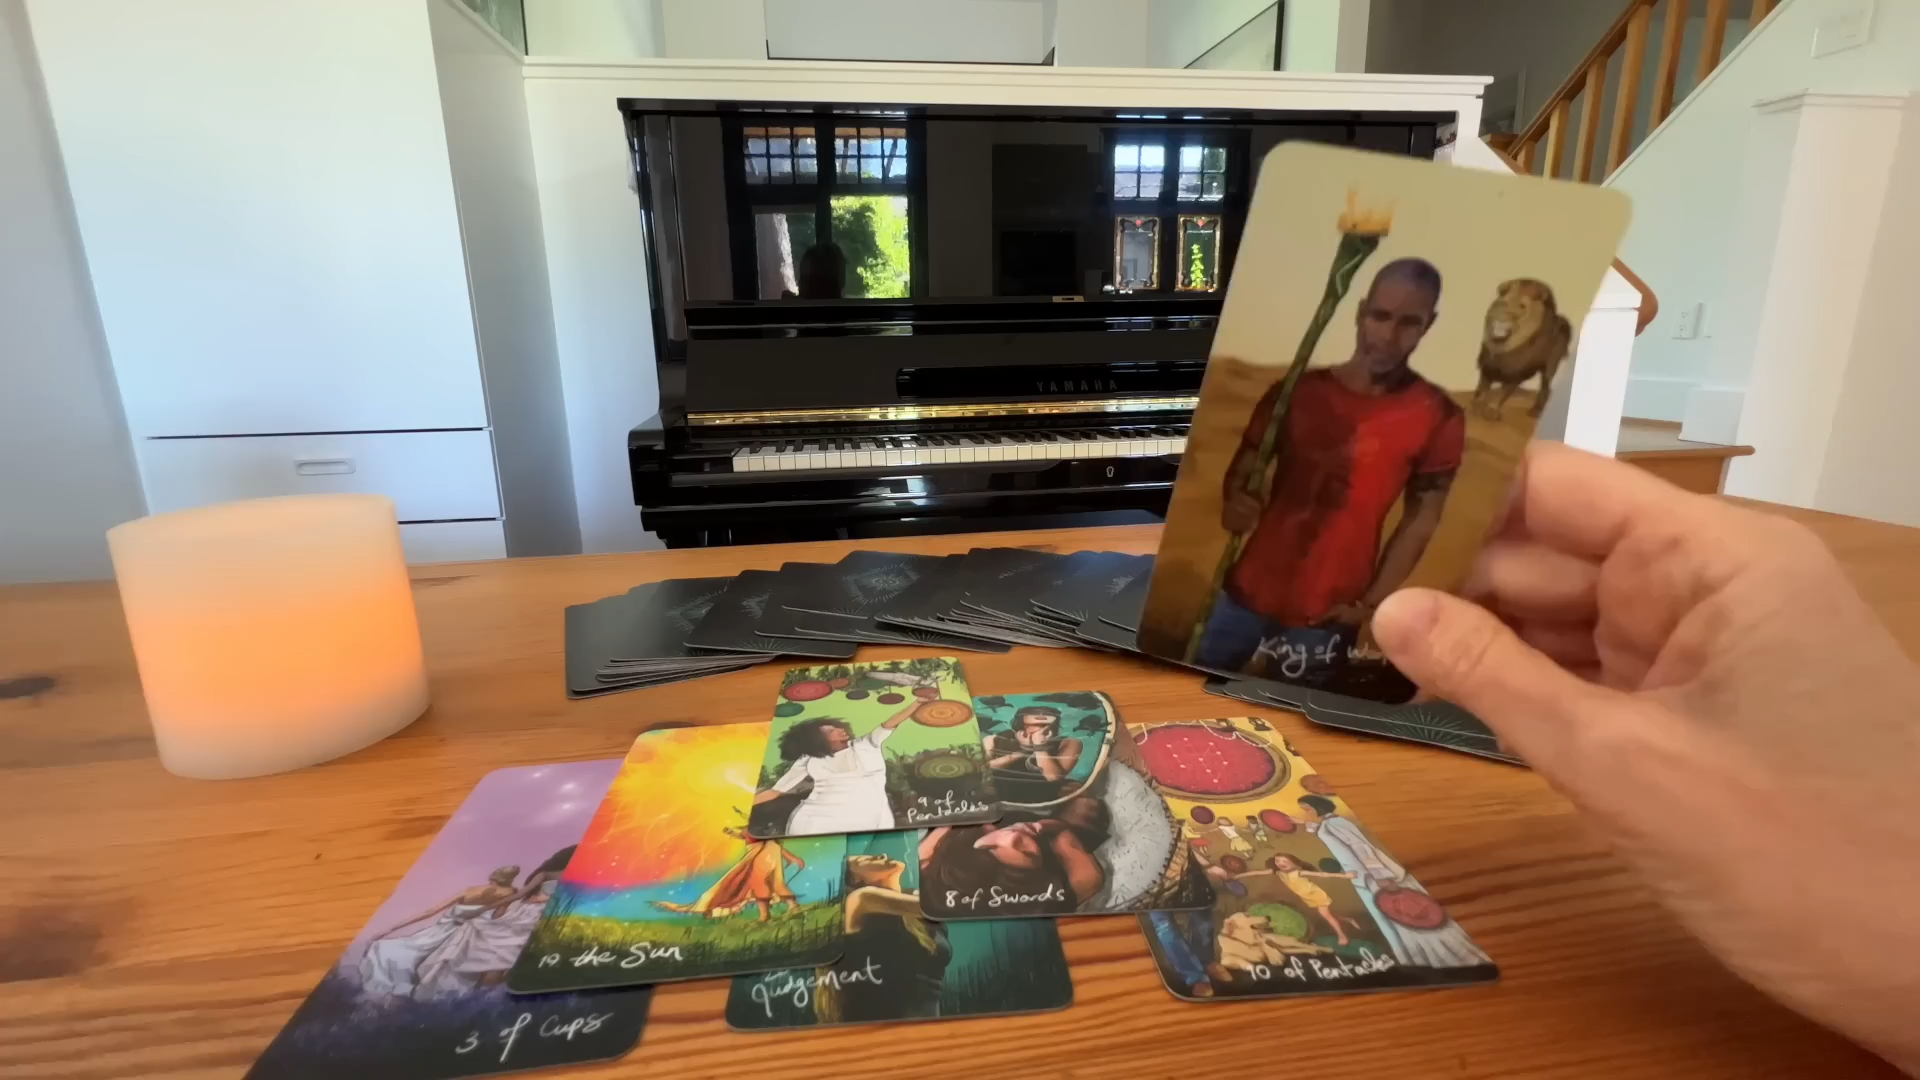 YAMAHA
King of
9 of
Pentacles
8 of Swords
19 the Sun
Judgement
10 of Pentacles
3 of Cups